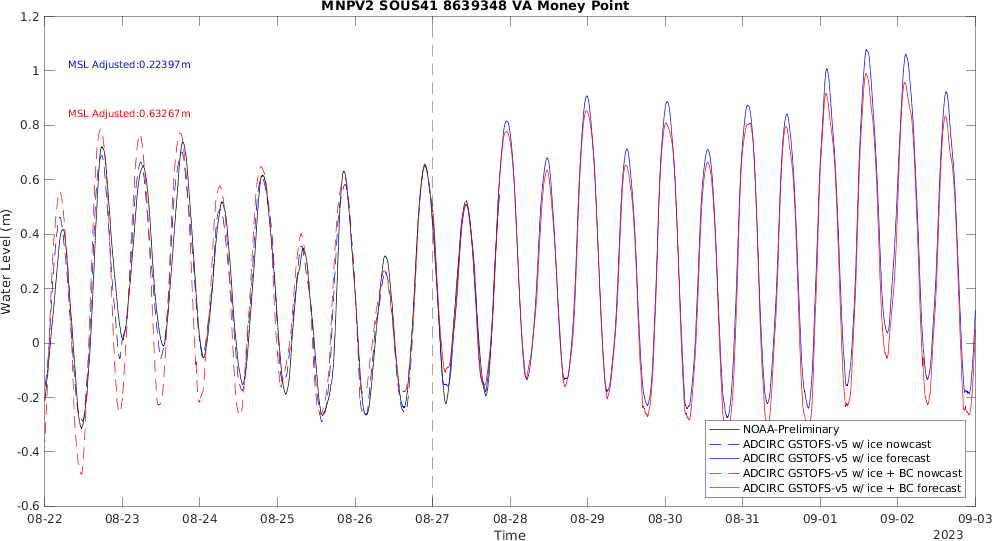 MNPV2 SOUS41 8639348 VA Money Point
MSL Adjusted:0.22397m
MSL Adjusted:0.63267m
Water Level (m)
1.2
1
0.8
0.6
0.4
0.2
0
-0.2
-0.4
-0.6
NOAA-Preliminary
ADCIRC GSTOFS-v5 w/ ice nowcast
ADCIRC GSTOFS-v5 w/ ice forecast
ADCIRC GSTOFS-v5 w/ ice + BC nowcast
ADCIRC GSTOFS-v5 w/ ice + BC forecast
08-22 08-23 08-24 08-25 08-26 08-27 08-28 08-29 08-30 08-31 09-01 09-02 09-03
Time
2023